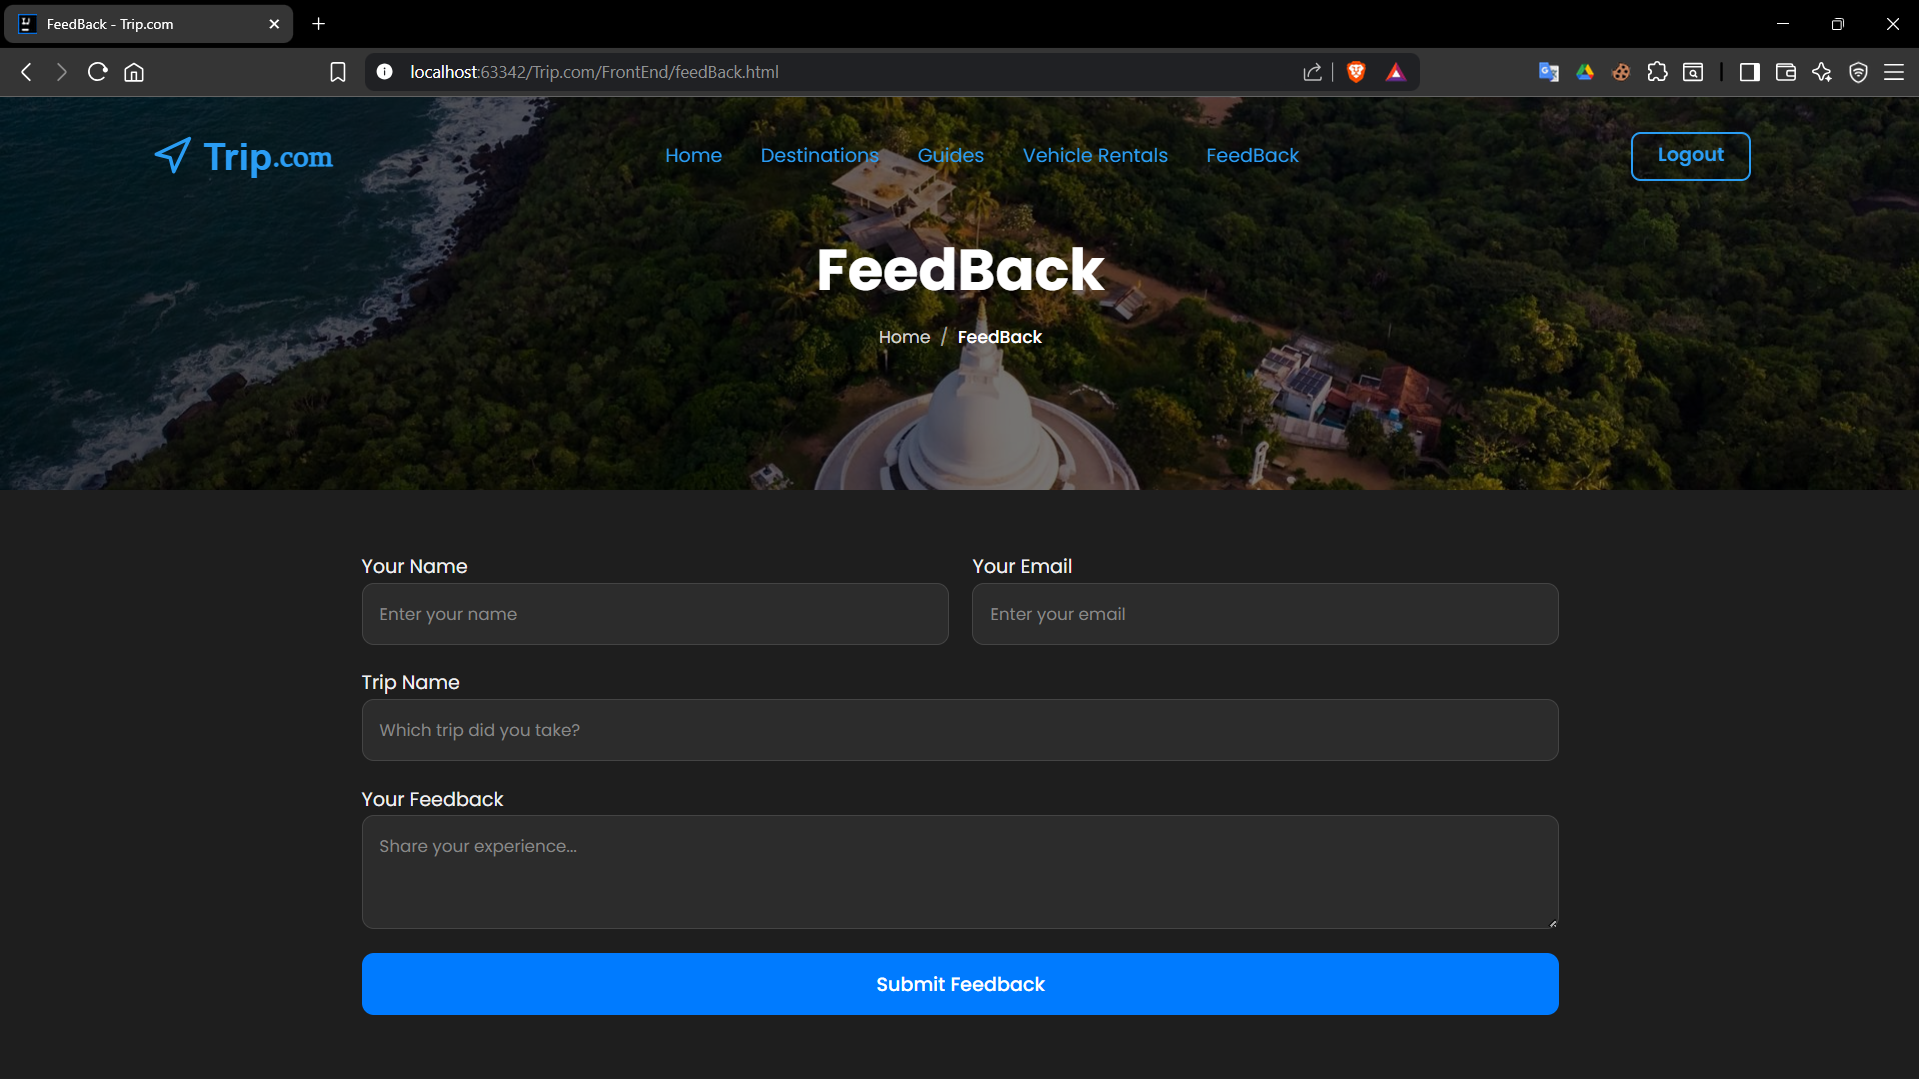 FeedBack - Trip.com
localhost:63342/Trip.com/FrontEnd/feedBack.html
Trip.com
Home Destinations Guides Vehicle Rentals FeedBack
Logout
FeedBack
Home / FeedBack
Your Name
Your Email
Enter your name
Enter your email
Trip Name
Which trip did you take?
Your Feedback
Share your experience...
Submit Feedback